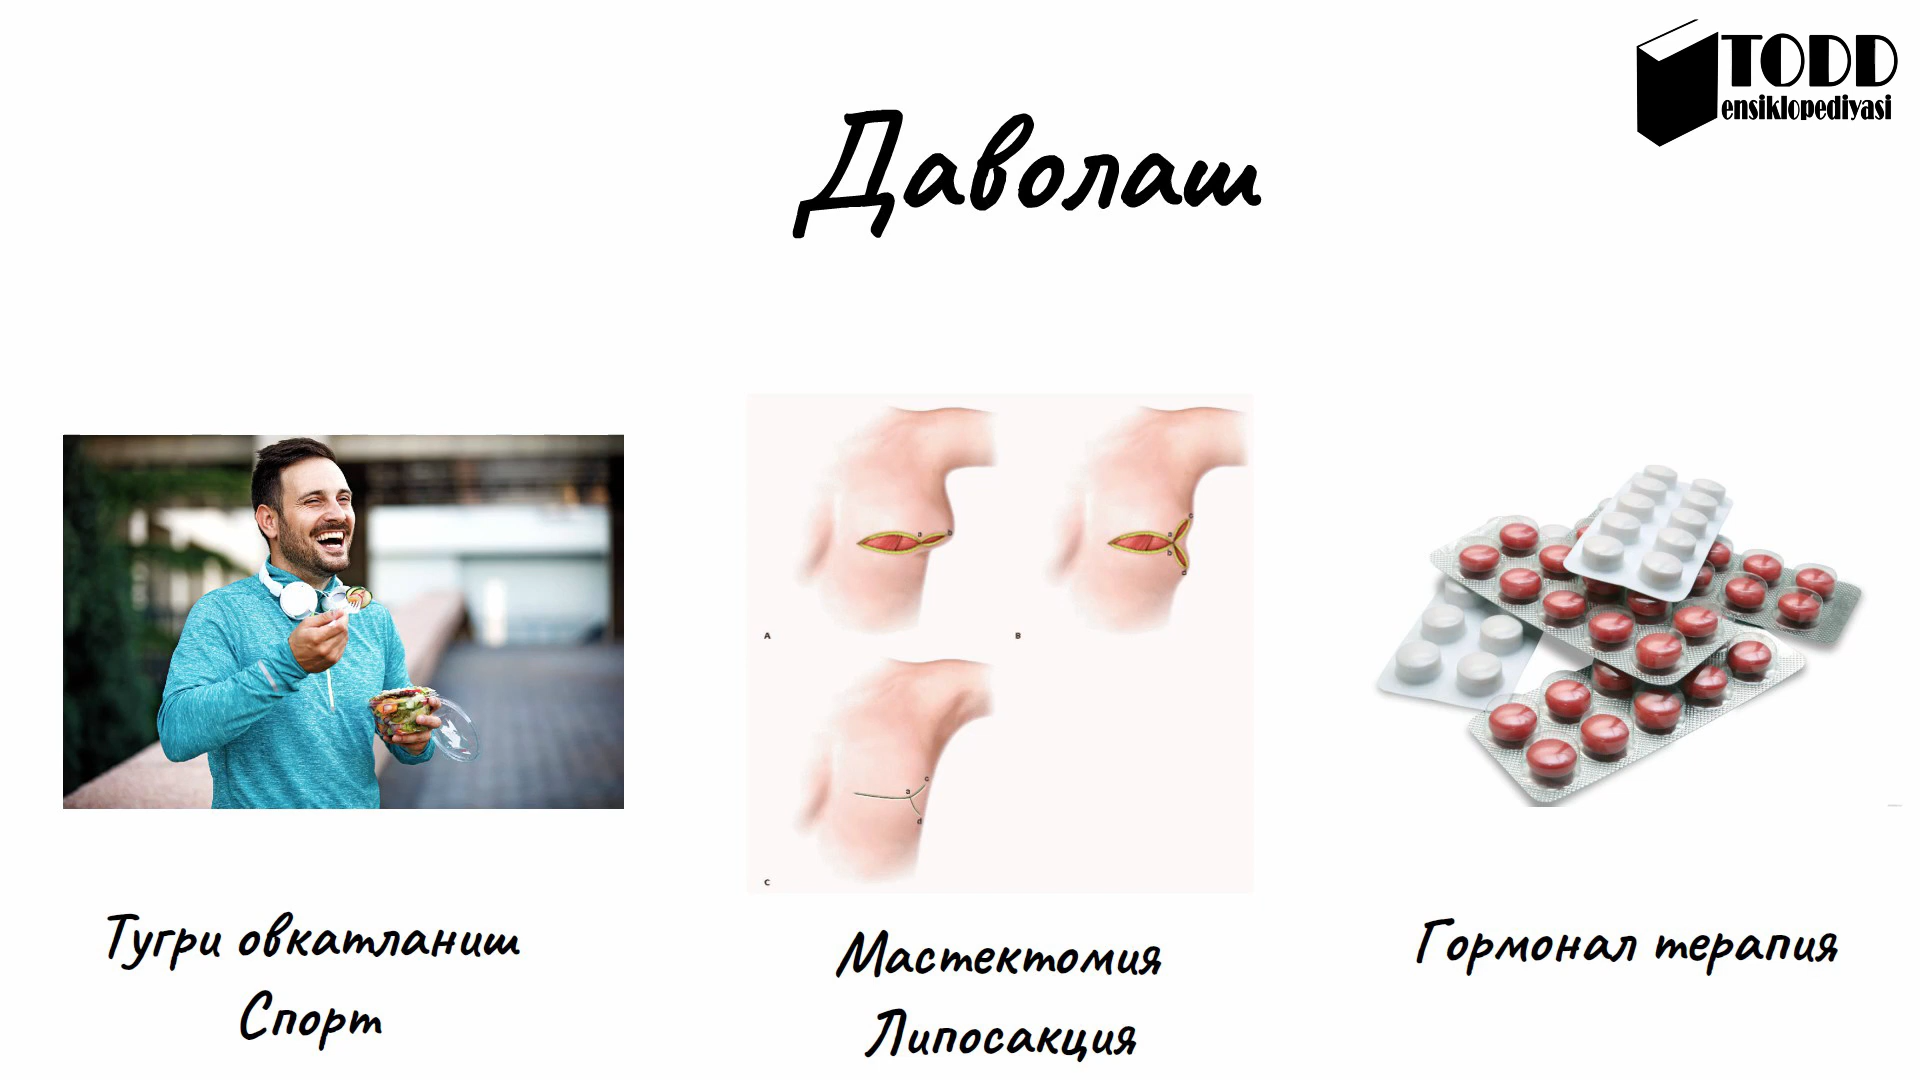 TODD
ensiklopediyasi
Даволаш
a
b
A
c
a
b
d
B
c
a
d
C
Тугри овкатланиш
Спорт
Мастектомия
Липосакция
Гормонал терапия